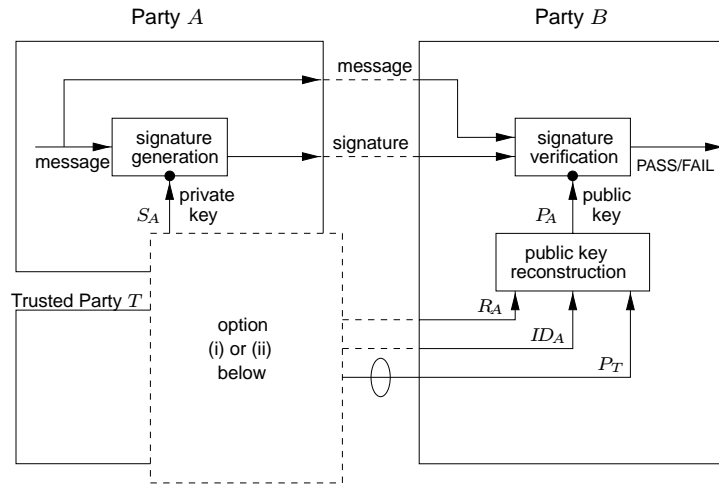 Party A
Party B
message
signature
generation
message
signature
signature
verification
PASS/FAIL
private
key
S_A
public
key
P_A
public key
reconstruction
Trusted Party T
option
(i) or (ii)
below
R_A
ID_A
P_T